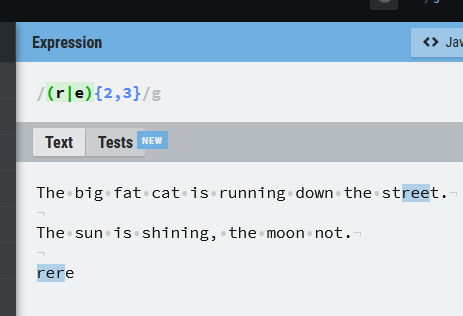 Expression
<> Jav
/(r|e){2,3}/g
Text Tests NEW
The big fat cat is running down the street.
The sun is shining, the moon not.
rere